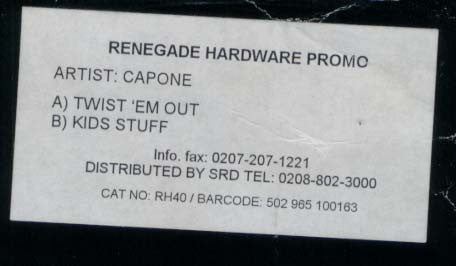 RENEGADE HARDWARE PROMO
ARTIST: CAPONE
A) TWIST 'EM OUT
B) KIDS STUFF
Info. fax: 0207-207-1221
DISTRIBUTED BY SRD TEL: 0208-802-3000
CAT NO: RH40 / BARCODE: 502 965 100163